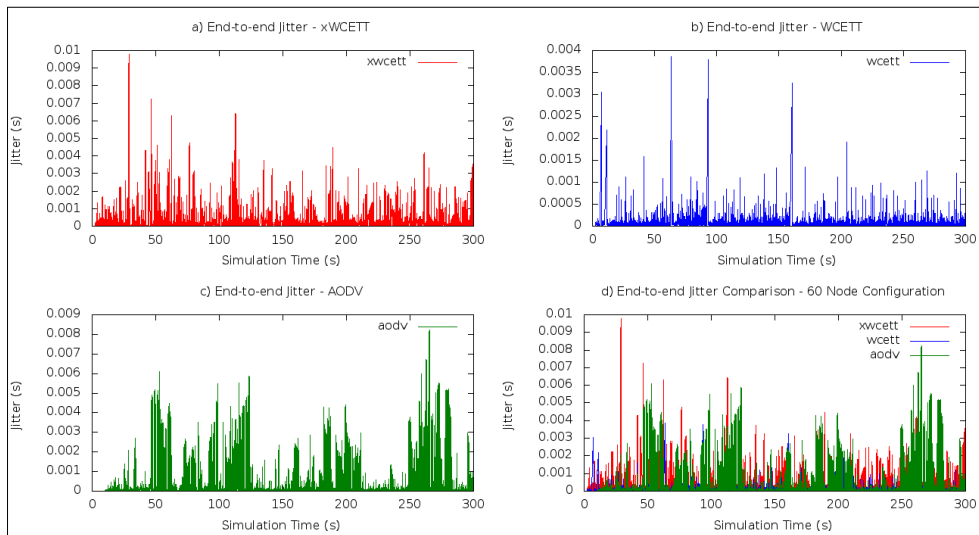 a) End-to-end Jitter - xWCETT
xwcett
Jitter (s)
0.01
0.009
0.008
0.007
0.006
0.005
0.004
0.003
0.002
0.001
0
0 50 100 150 200 250 300
Simulation Time (s)
b) End-to-end Jitter - WCETT
wcett
Jitter (s)
0.004
0.0035
0.003
0.0025
0.002
0.0015
0.001
0.0005
0
0 50 100 150 200 250 300
Simulation Time (s)
c) End-to-end Jitter - AODV
aodv
Jitter (s)
0.009
0.008
0.007
0.006
0.005
0.004
0.003
0.002
0.001
0
0 50 100 150 200 250 300
Simulation Time (s)
d) End-to-end Jitter Comparison - 60 Node Configuration
xwcett
wcett
aodv
Jitter (s)
0.01
0.009
0.008
0.007
0.006
0.005
0.004
0.003
0.002
0.001
0
0 50 100 150 200 250 300
Simulation Time (s)